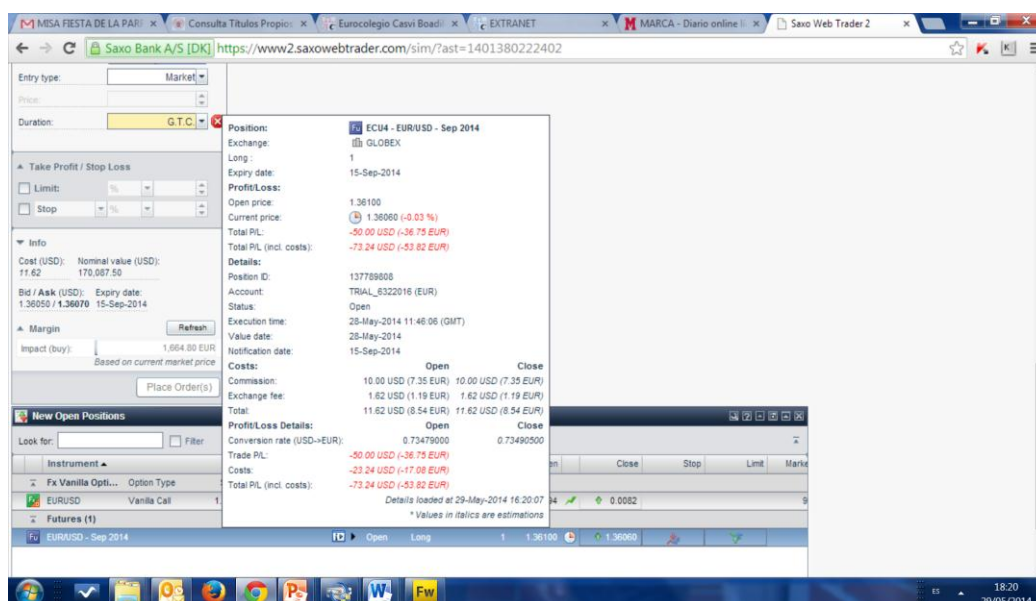 MISA FIESTA DE LA PAR
Consulta Títulos Propios
Eurocolegio Casvi Boadil
EXTRANET
MARCA - Diario online
Saxo Web Trader 2
Saxo Bank A/S [DK] https://www2.saxowebtrader.com/sim/?ast=1401380222402
Entry type: Market
Price:
Duration: G.T.C.
Take Profit / Stop Loss
Limit: %
Stop %
Info
Cost (USD): Nominal value (USD):
11.62 170,087.50
Bid / Ask (USD): Expiry date:
1.36050 / 1.36070 15-Sep-2014
Margin Refresh
Impact (buy): 1,664.80 EUR
Based on current market price
Place Order(s)
Position: Fu ECU4 - EUR/USD - Sep 2014
Exchange: GLOBEX
Long : 1
Expiry date: 15-Sep-2014
Profit/Loss:
Open price: 1.36100
Current price: 1.36060 (-0.03 %)
Total P/L: -50.00 USD (-36.75 EUR)
Total P/L (incl. costs): -73.24 USD (-53.82 EUR)
Details:
Position ID: 137789808
Account: TRIAL_6322016 (EUR)
Status: Open
Execution time: 28-May-2014 11:46:06 (GMT)
Value date: 28-May-2014
Notification date: 15-Sep-2014
Costs: Open Close
Commission: 10.00 USD (7.35 EUR) 10.00 USD (7.35 EUR)
Exchange fee: 1.62 USD (1.19 EUR) 1.62 USD (1.19 EUR)
Total: 11.62 USD (8.54 EUR) 11.62 USD (8.54 EUR)
Profit/Loss Details: Open Close
Conversion rate (USD->EUR): 0.73479000 0.73490500
Trade P/L: -50.00 USD (-36.75 EUR)
Costs: -23.24 USD (-17.08 EUR)
Total P/L (incl. costs): -73.24 USD (-53.82 EUR)
Details loaded at 29-May-2014 16:20:07
* Values in italics are estimations
New Open Positions
Look for: Filter
Instrument Close Stop Limit Marke
Fx Vanilla Opti... Option Type
EURUSD Vanilla Call 1. 94 0.0082 9
Futures (1)
Fu EUR/USD - Sep 2014 Open Long 1 1.36100 1.36060
Fw
ES 18:20
29/05/2014